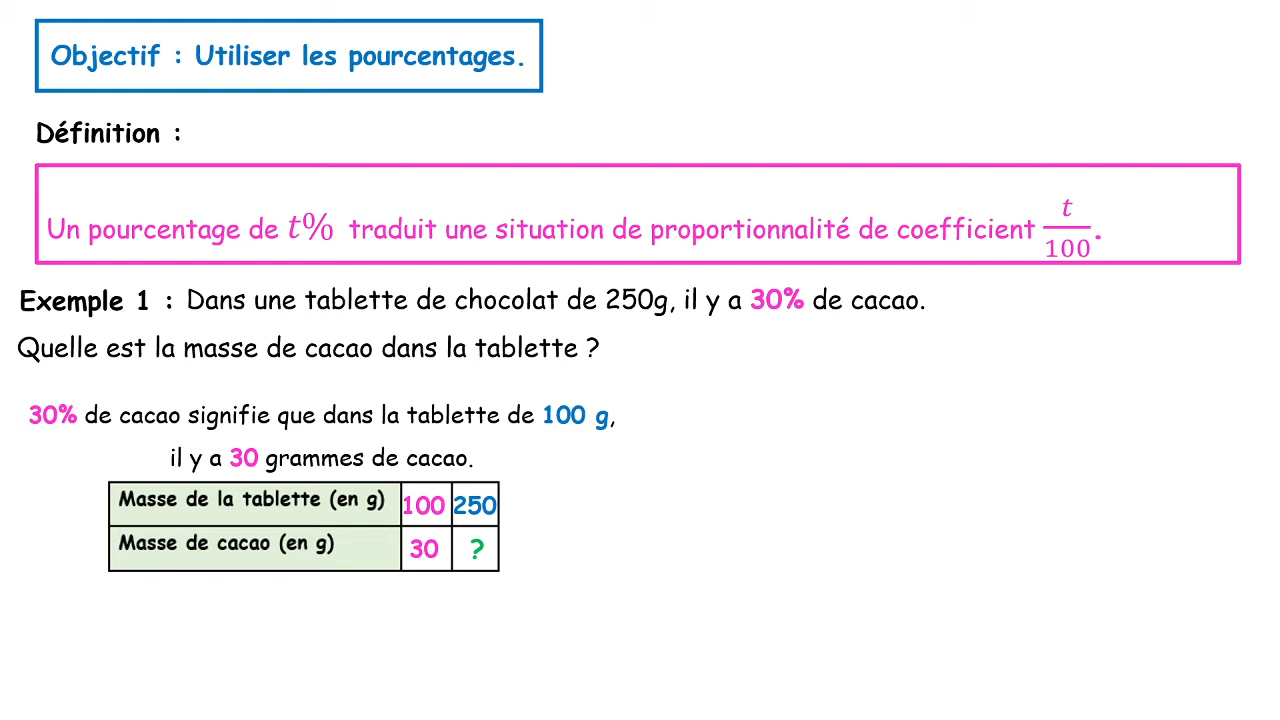 Objectif : Utiliser les pourcentages.
Définition :
Un pourcentage de t% traduit une situation de proportionnalité de coefficient t/100.
Exemple 1 : Dans une tablette de chocolat de 250g, il y a 30% de cacao.
Quelle est la masse de cacao dans la tablette ?
30% de cacao signifie que dans la tablette de 100 g,
il y a 30 grammes de cacao.
Masse de la tablette (en g) 100 250
Masse de cacao (en g) 30 ?